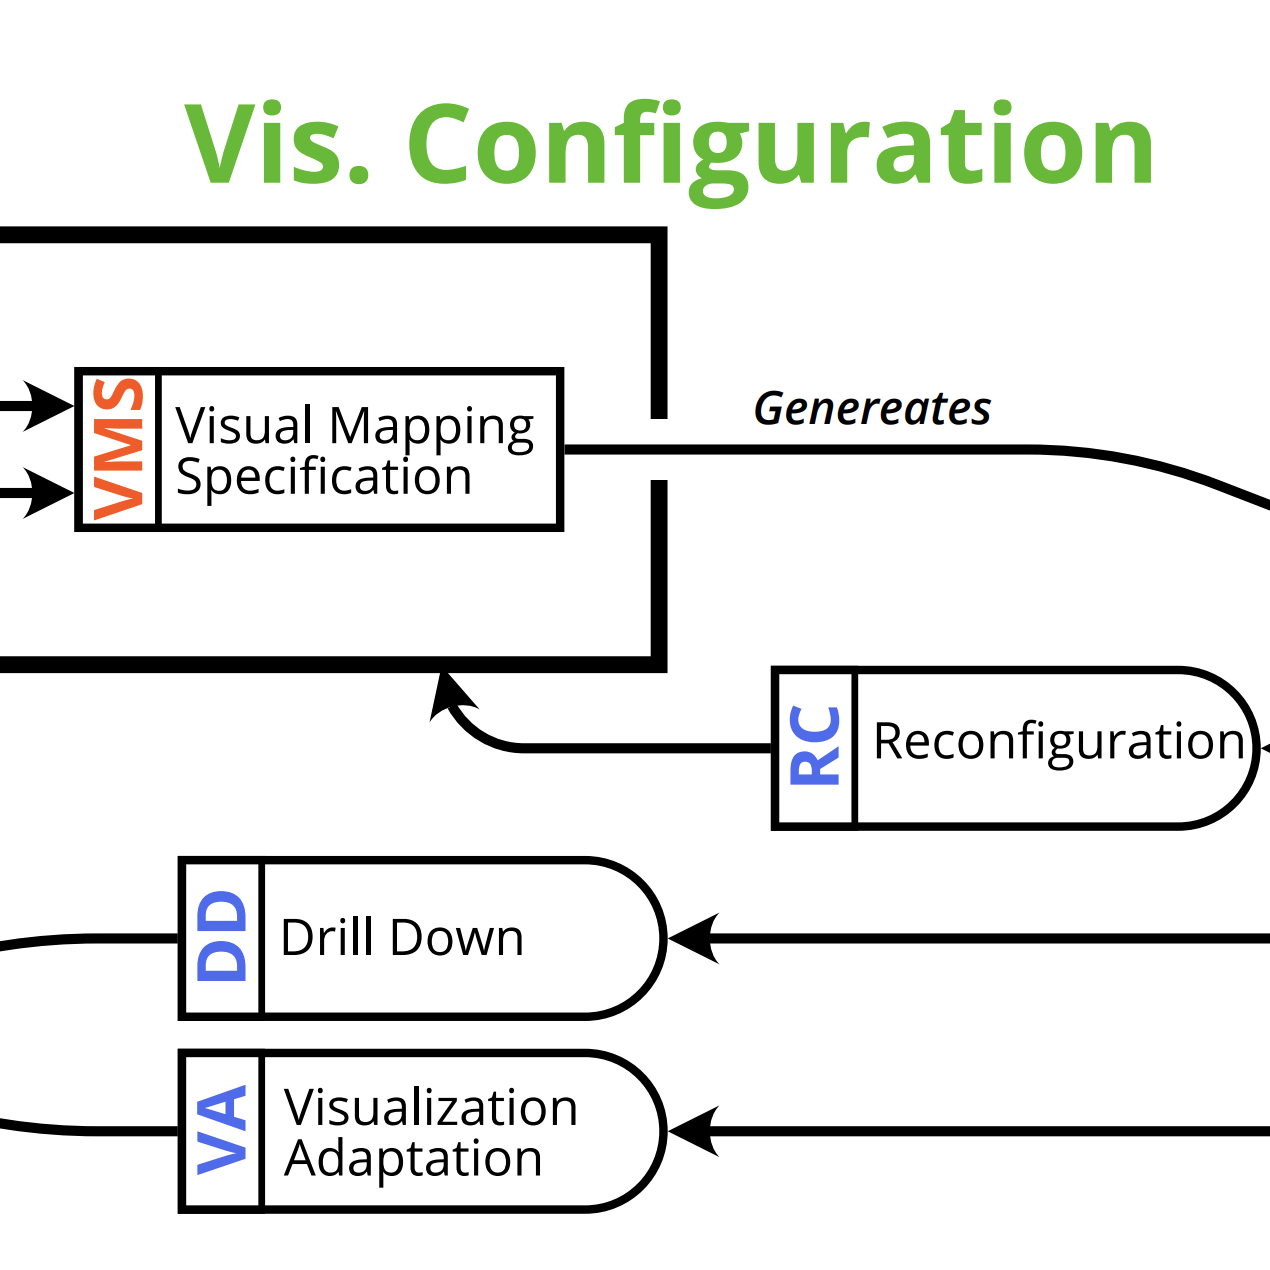 Vis. Configuration
Genereates
VMS
Visual Mapping
Specification
RC
Reconfiguration
DD
Drill Down
VA
Visualization
Adaptation